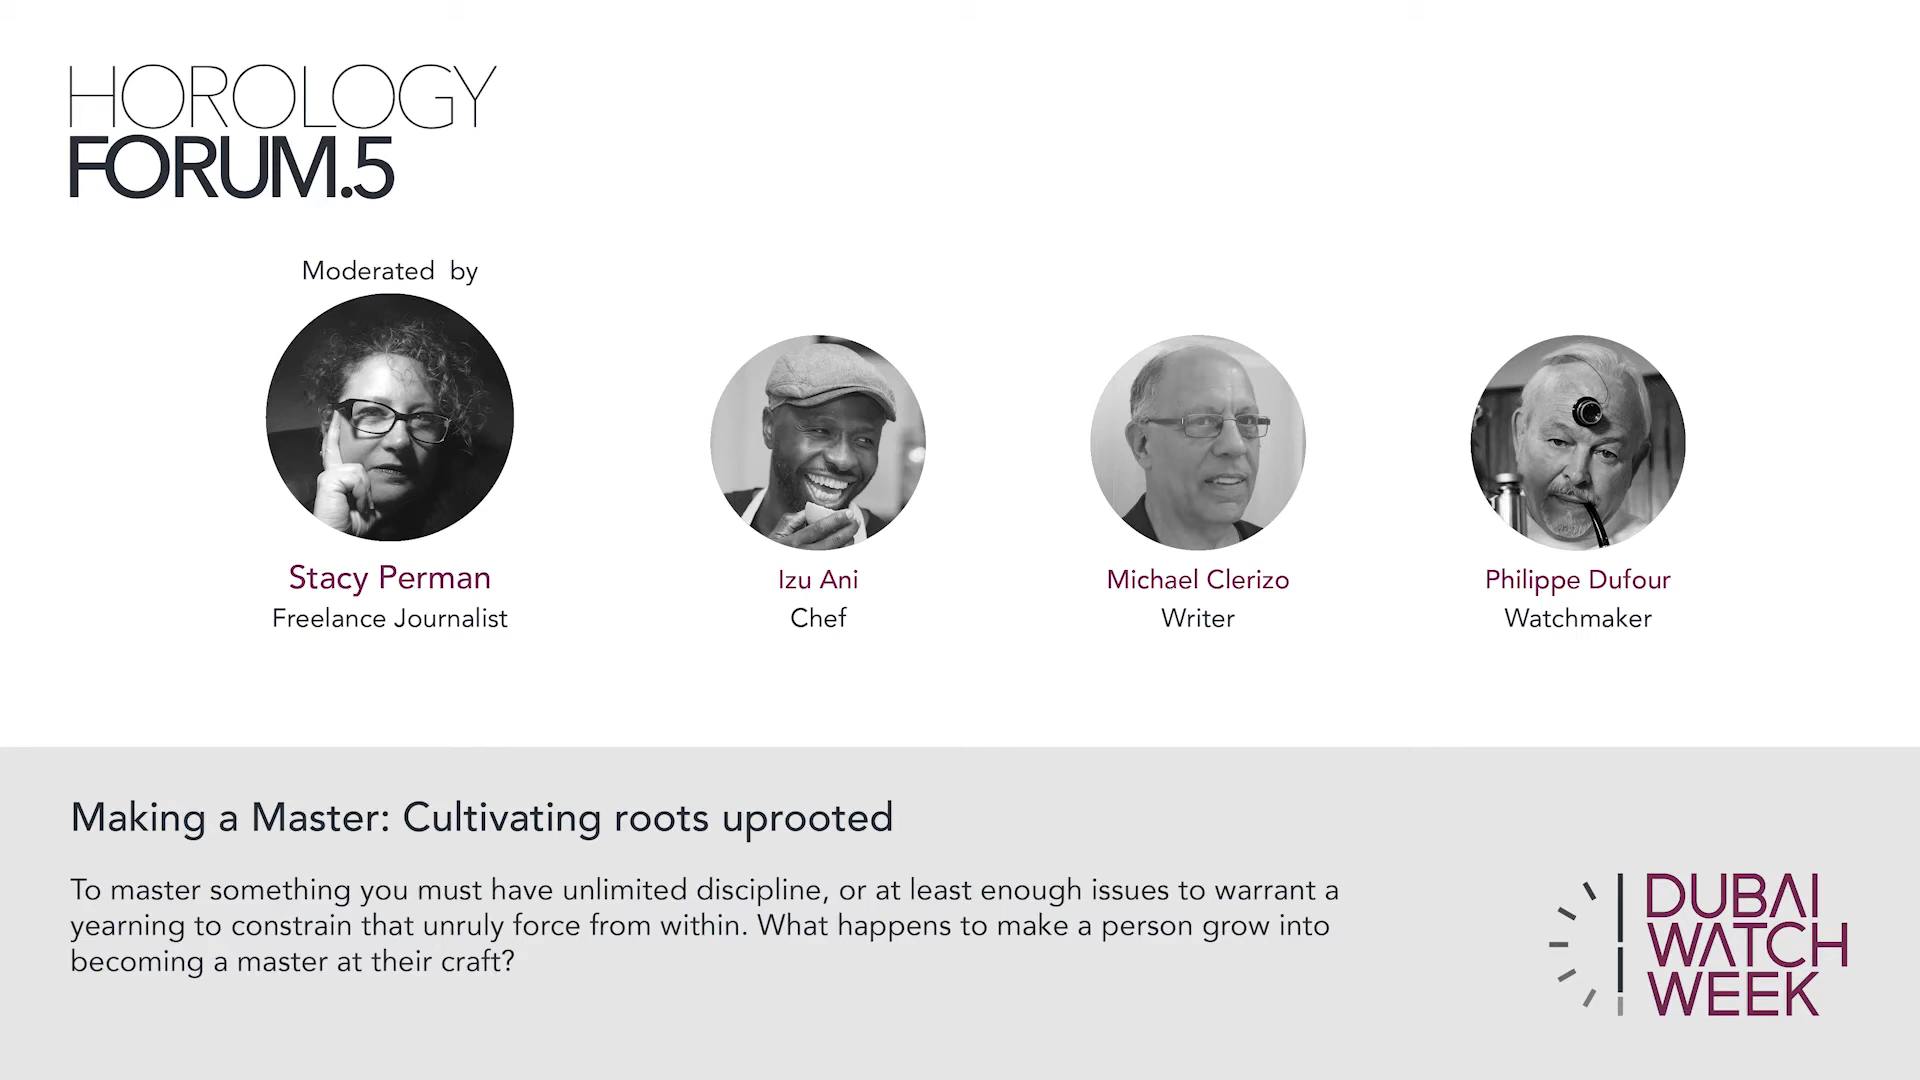 HOROLOGY
FORUM.5
Moderated by
Stacy Perman
Freelance Journalist
Izu Ani
Chef
Michael Clerizo
Writer
Philippe Dufour
Watchmaker
Making a Master: Cultivating roots uprooted
To master something you must have unlimited discipline, or at least enough issues to warrant a
yearning to constrain that unruly force from within. What happens to make a person grow into
becoming a master at their craft?
DUBAI
WATCH
WEEK